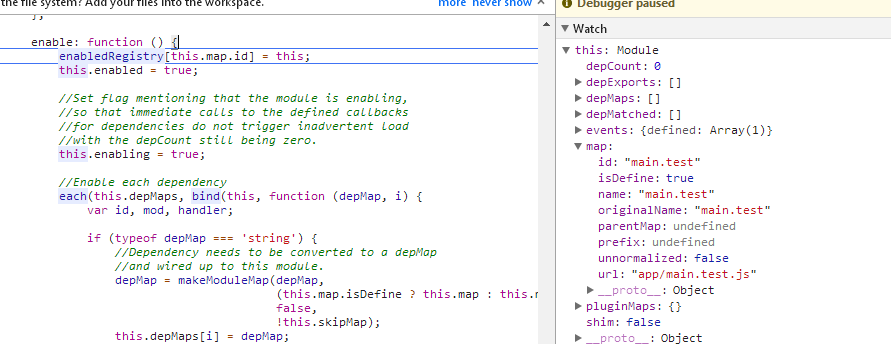 the file system? Add your files into the workspace. more never show ×
};
enable: function () {
enabledRegistry[this.map.id] = this;
this.enabled = true;
//Set flag mentioning that the module is enabling,
//so that immediate calls to the defined callbacks
//for dependencies do not trigger inadvertent load
//with the depCount still being zero.
this.enabling = true;
//Enable each dependency
each(this.depMaps, bind(this, function (depMap, i) {
var id, mod, handler;
if (typeof depMap === 'string') {
//Dependency needs to be converted to a depMap
//and wired up to this module.
depMap = makeModuleMap(depMap,
(this.map.isDefine ? this.map : this.m
false,
!this.skipMap);
this.depMaps[i] = depMap;
Debugger paused
Watch
this: Module
depCount: 0
depExports: []
depMaps: []
depMatched: []
events: {defined: Array(1)}
map:
id: "main.test"
isDefine: true
name: "main.test"
originalName: "main.test"
parentMap: undefined
prefix: undefined
unnormalized: false
url: "app/main.test.js"
__proto__: Object
pluginMaps: {}
shim: false
__proto__: Object